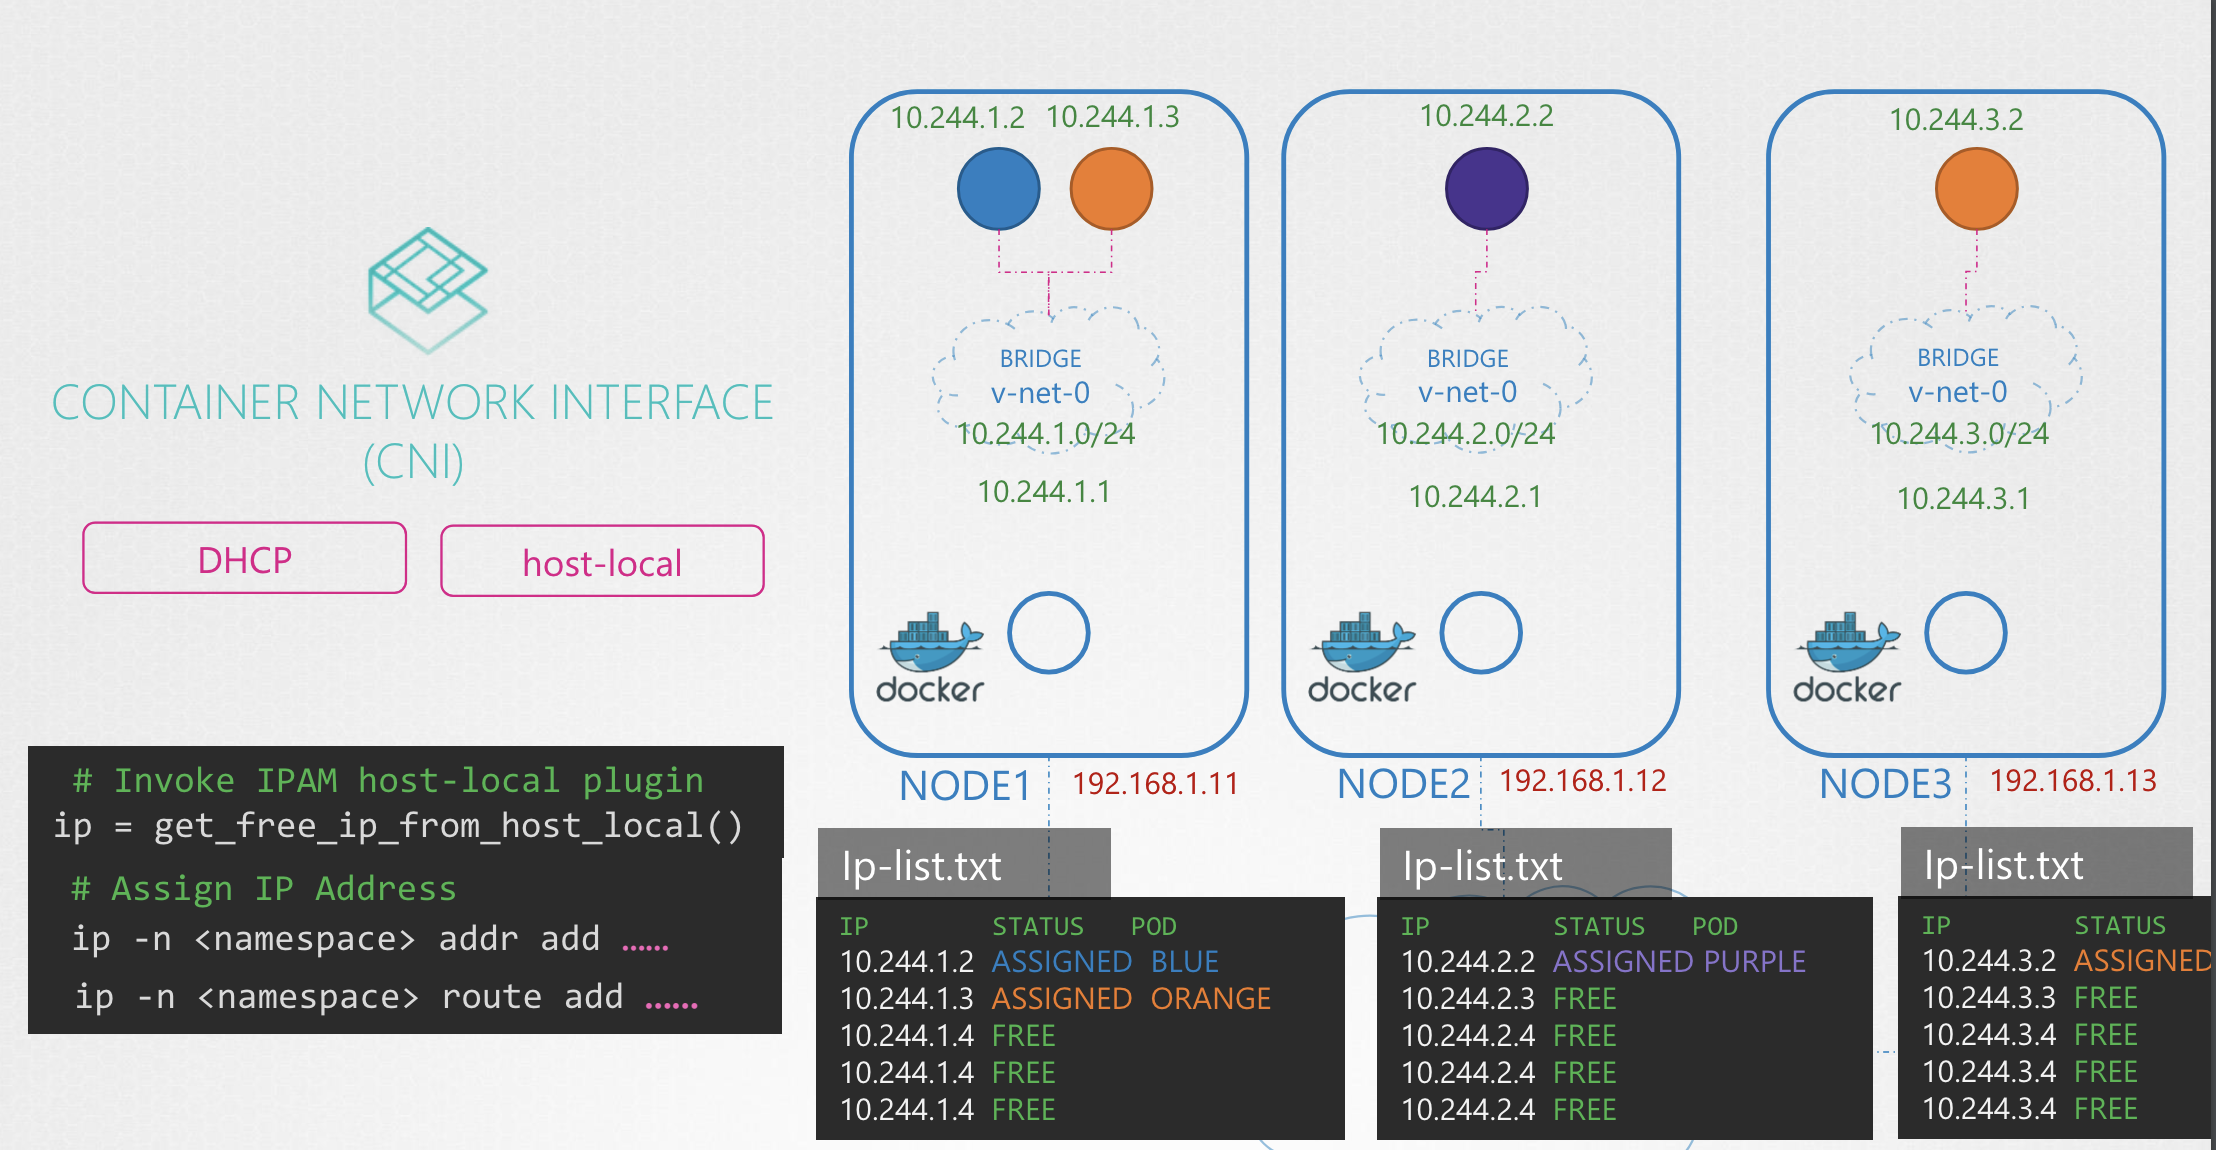 CONTAINER NETWORK INTERFACE
(CNI)
DHCP
host-local
# Invoke IPAM host-local plugin
ip = get_free_ip_from_host_local()
# Assign IP Address
ip -n <namespace> addr add ……
ip -n <namespace> route add ……
10.244.1.2 10.244.1.3
BRIDGE
v-net-0
10.244.1.0/24
10.244.1.1
docker
NODE1 192.168.1.11
Ip-list.txt
IP STATUS POD
10.244.1.2 ASSIGNED BLUE
10.244.1.3 ASSIGNED ORANGE
10.244.1.4 FREE
10.244.1.4 FREE
10.244.1.4 FREE
10.244.2.2
BRIDGE
v-net-0
10.244.2.0/24
10.244.2.1
docker
NODE2 192.168.1.12
Ip-list.txt
IP STATUS POD
10.244.2.2 ASSIGNED PURPLE
10.244.2.3 FREE
10.244.2.4 FREE
10.244.2.4 FREE
10.244.2.4 FREE
10.244.3.2
BRIDGE
v-net-0
10.244.3.0/24
10.244.3.1
docker
NODE3 192.168.1.13
Ip-list.txt
IP STATUS
10.244.3.2 ASSIGNED
10.244.3.3 FREE
10.244.3.4 FREE
10.244.3.4 FREE
10.244.3.4 FREE